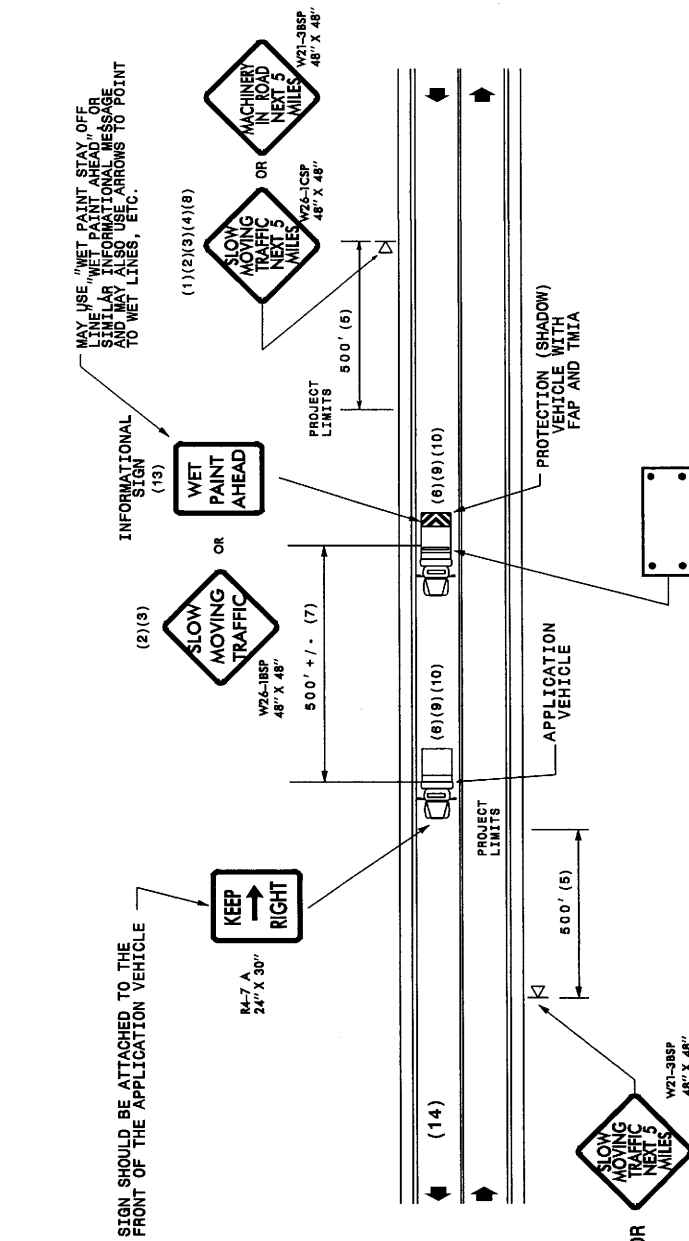 MAY USE "WET PAINT STAY OFF
LINE" "WET PAINT AHEAD" OR
SIMILAR INFORMATIONAL MESSAGE
AND MAY ALSO USE ARROWS TO POINT
TO WET LINES, ETC.
MACHINERY
IN ROAD
NEXT 5
MILES
W21-3BSP
48" X 48"
OR
(1)(2)(3)(4)(8)
SLOW
MOVING
TRAFFIC
NEXT 5
MILES
W26-1CSP
48" X 48"
500' (5)
PROJECT
LIMITS
INFORMATIONAL
SIGN
(13)
WET
PAINT
AHEAD
OR
(2)(3)
SLOW
MOVING
TRAFFIC
W26-1BSP
48" X 48"
500' +/- (7)
(6)(9)(10)
PROTECTION (SHADOW)
VEHICLE WITH
FAP AND TMIA
(6)(9)(10)
APPLICATION
VEHICLE
SIGN SHOULD BE ATTACHED TO THE
FRONT OF THE APPLICATION VEHICLE
KEEP
RIGHT
R4-7 A
24" X 30"
PROJECT
LIMITS
500' (5)
(14)
SLOW
MOVING
TRAFFIC
NEXT 5
MILES
W21-3BSP
48" X 48"
OR